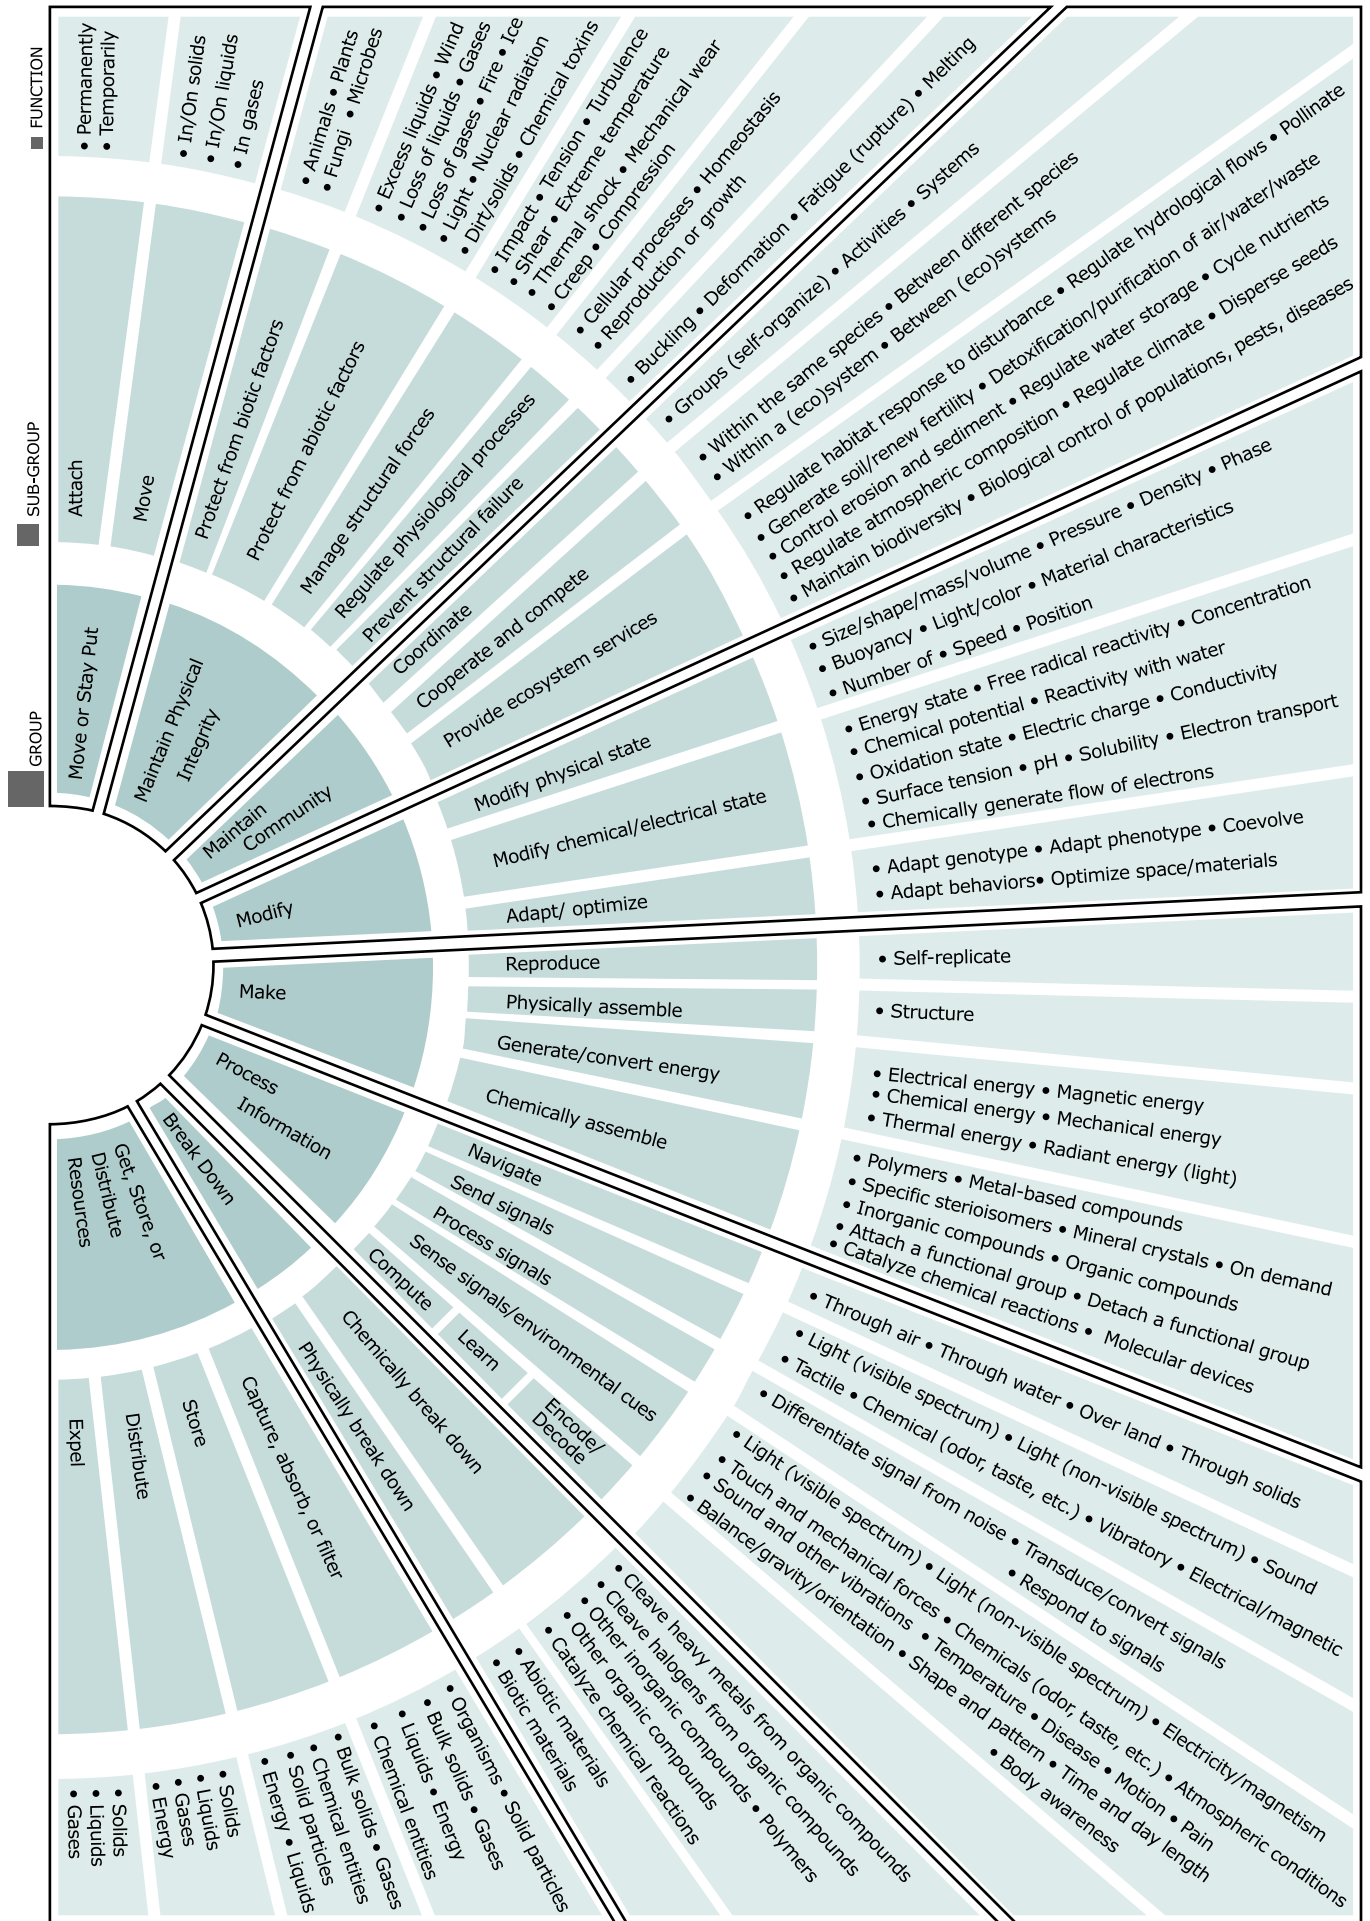 FUNCTION
SUB-GROUP
GROUP
Move or Stay Put
Attach
• Permanently
• Temporarily
Move
• In/On solids
• In/On liquids
• In gases
Maintain Physical
Integrity
Protect from biotic factors
• Animals • Plants
• Fungi • Microbes
Protect from abiotic factors
• Excess liquids • Wind
• Loss of liquids • Gases
• Loss of gases • Fire • Ice
• Light • Nuclear radiation
• Dirt/solids • Chemical toxins
Manage structural forces
• Impact • Tension • Turbulence
• Shear • Extreme temperature
• Thermal shock • Mechanical wear
• Creep • Compression
Regulate physiological processes
• Cellular processes • Homeostasis
• Reproduction or growth
Prevent structural failure
• Buckling • Deformation • Fatigue (rupture) • Melting
Maintain
Community
Coordinate
• Groups (self-organize) • Activities • Systems
Cooperate and compete
• Within the same species • Between different species
• Within a (eco)system • Between (eco)systems
Provide ecosystem services
• Regulate habitat response to disturbance • Regulate hydrological flows • Pollinate
• Generate soil/renew fertility • Detoxification/purification of air/water/waste
• Control erosion and sediment • Regulate water storage • Cycle nutrients
• Regulate atmospheric composition • Regulate climate • Disperse seeds
• Maintain biodiversity • Biological control of populations, pests, diseases
Modify
Modify physical state
• Size/shape/mass/volume • Pressure • Density • Phase
• Buoyancy • Light/color • Material characteristics
• Number of • Speed • Position
Modify chemical/electrical state
• Energy state • Free radical reactivity • Concentration
• Chemical potential • Reactivity with water
• Oxidation state • Electric charge • Conductivity
• Surface tension • pH • Solubility • Electron transport
• Chemically generate flow of electrons
Adapt/ optimize
• Adapt genotype • Adapt phenotype • Coevolve
• Adapt behaviors• Optimize space/materials
Make
Reproduce
• Self-replicate
Physically assemble
• Structure
Generate/convert energy
• Electrical energy • Magnetic energy
• Chemical energy • Mechanical energy
• Thermal energy • Radiant energy (light)
Chemically assemble
• Polymers • Metal-based compounds
• Specific sterioisomers • Mineral crystals • On demand
• Inorganic compounds • Organic compounds
• Attach a functional group • Detach a functional group
• Catalyze chemical reactions • Molecular devices
Process
Information
Navigate
• Through air • Through water • Over land • Through solids
Send signals
• Light (visible spectrum) • Light (non-visible spectrum) • Sound
• Tactile • Chemical (odor, taste, etc.) • Vibratory • Electrical/magnetic
Process signals
• Differentiate signal from noise • Transduce/convert signals
• Respond to signals
Sense signals/environmental cues
• Light (visible spectrum) • Light (non-visible spectrum) • Electricity/magnetism
• Touch and mechanical forces • Chemicals (odor, taste, etc.) • Atmospheric conditions
• Sound and other vibrations • Temperature • Disease • Motion • Pain
• Balance/gravity/orientation • Shape and pattern • Time and day length
• Body awareness
Compute
Learn
Encode/
Decode
Break Down
Chemically break down
• Cleave heavy metals from organic compounds
• Cleave halogens from organic compounds
• Other inorganic compounds • Polymers
• Other organic compounds
• Catalyze chemical reactions
Physically break down
• Abiotic materials
• Biotic materials
Get, Store, or
Distribute
Resources
Capture, absorb, or filter
• Organisms • Solid particles
• Bulk solids • Gases
• Liquids • Energy
• Chemical entities
Store
• Bulk solids • Gases
• Chemical entities
• Solid particles
• Energy • Liquids
Distribute
• Solids
• Liquids
• Gases
• Energy
Expel
• Solids
• Liquids
• Gases